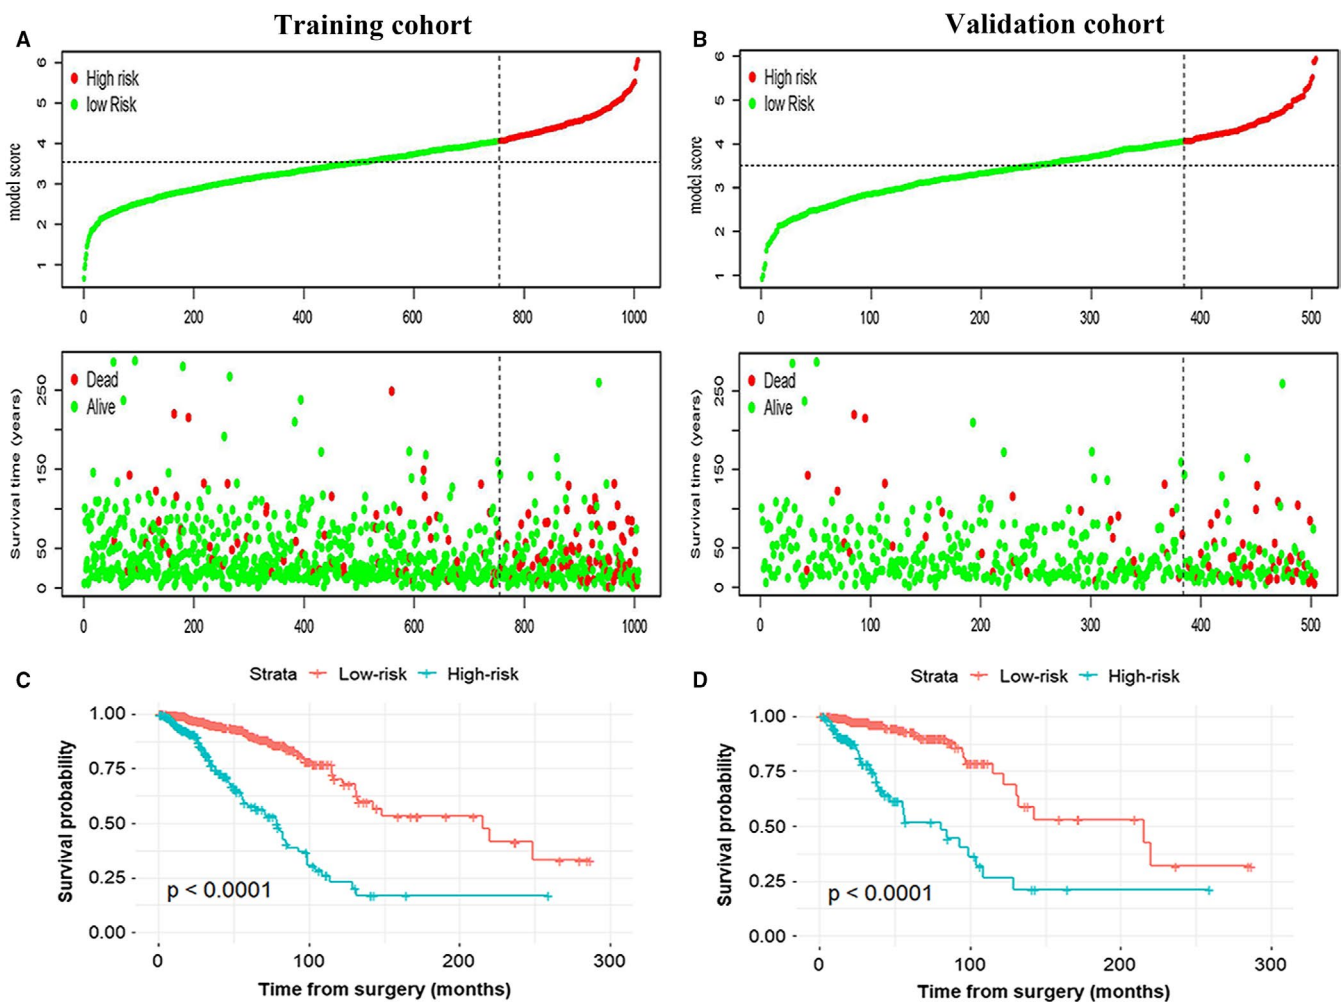 Training cohort
Validation cohort
A
High risk
low Risk
model score
6
5
4
3
2
1
0 200 400 600 800 1000
B
High risk
low Risk
model score
6
5
4
3
2
1
0 100 200 300 400 500
Dead
Alive
Survival time (years)
250
150
50
0
0 200 400 600 800 1000
Dead
Alive
Survival time (years)
250
150
50
0
0 100 200 300 400 500
C
Strata Low-risk High-risk
Survival probability
1.00
0.75
0.50
0.25
0.00
p < 0.0001
0 100 200 300
Time from surgery (months)
D
Strata Low-risk High-risk
Survival probability
1.00
0.75
0.50
0.25
0.00
p < 0.0001
0 100 200 300
Time from surgery (months)